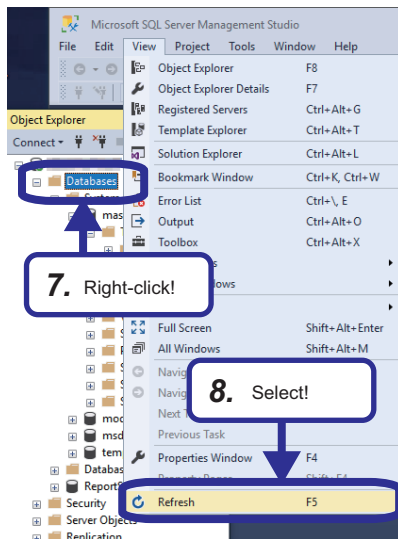 Microsoft SQL Server Management Studio
File Edit View Project Tools Window Help
Object Explorer F8
Object Explorer Details F7
Registered Servers Ctrl+Alt+G
Template Explorer Ctrl+Alt+T
Solution Explorer Ctrl+Alt+L
Bookmark Window Ctrl+K, Ctrl+W
Error List Ctrl+\, E
Output Ctrl+Alt+O
Toolbox Ctrl+Alt+X
Full Screen Shift+Alt+Enter
All Windows Shift+Alt+M
Previous Task
Properties Window F4
Refresh F5
Object Explorer
Connect
Databases
7. Right-click!
8. Select!
Security
Server Objects
Replication